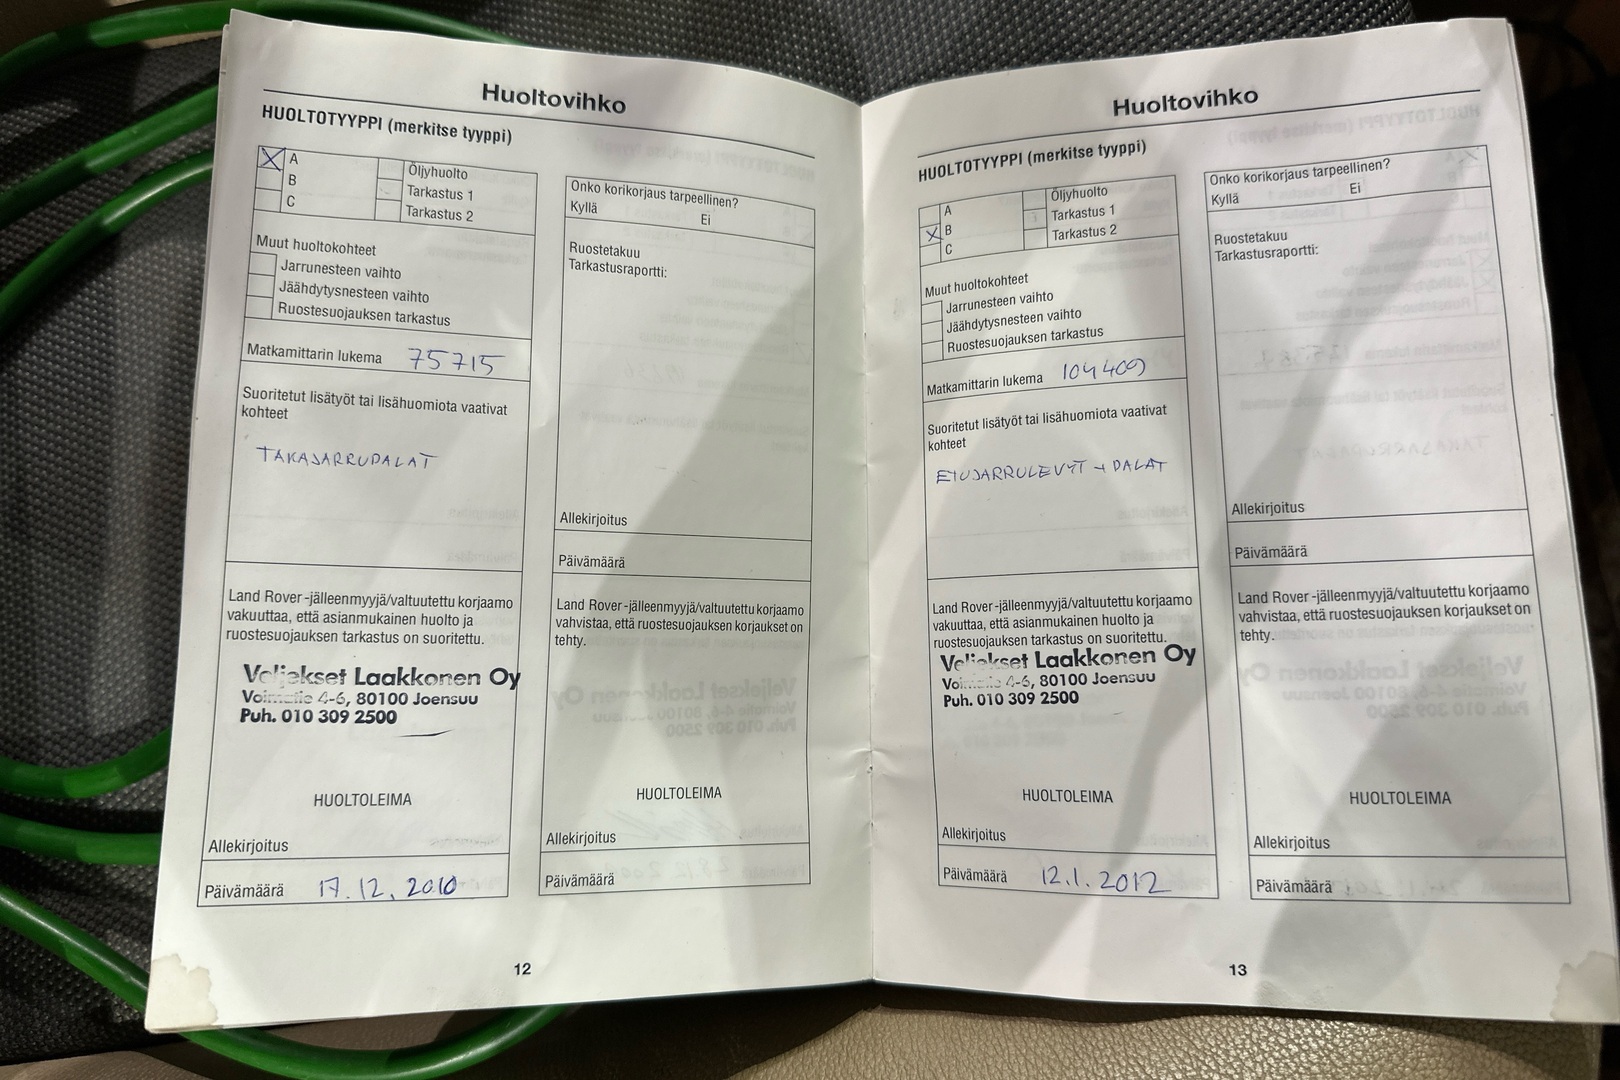 Huoltovihko
HUOLTOTYYPPI (merkitse tyyppi)
A
B
C
Öljyhuolto
Tarkastus 1
Tarkastus 2
Muut huoltokohteet
Jarrunesteen vaihto
Jäähdytysnesteen vaihto
Ruostesuojauksen tarkastus
Matkamittarin lukema 75715
Suoritetut lisätyöt tai lisähuomiota vaativat
kohteet
TAKAJARRUPALAT
Land Rover -jälleenmyyjä/valtuutettu korjaamo
vakuuttaa, että asianmukainen huolto ja
ruostesuojauksen tarkastus on suoritettu.
Veljekset Laakkonen Oy
Voimatie 4-6, 80100 Joensuu
Puh. 010 309 2500
HUOLTOLEIMA
Allekirjoitus
Päivämäärä 17.12.2010
Onko korikorjaus tarpeellinen?
Kyllä Ei
Ruostetakuu
Tarkastusraportti:
Allekirjoitus
Päivämäärä
Land Rover -jälleenmyyjä/valtuutettu korjaamo
vahvistaa, että ruostesuojauksen korjaukset on
tehty.
HUOLTOLEIMA
Allekirjoitus
Päivämäärä
12
Huoltovihko
HUOLTOTYYPPI (merkitse tyyppi)
A
B
C
Öljyhuolto
Tarkastus 1
Tarkastus 2
Muut huoltokohteet
Jarrunesteen vaihto
Jäähdytysnesteen vaihto
Ruostesuojauksen tarkastus
Matkamittarin lukema 104409
Suoritetut lisätyöt tai lisähuomiota vaativat
kohteet
ETUJARRULEVYT + PALAT
Land Rover -jälleenmyyjä/valtuutettu korjaamo
vakuuttaa, että asianmukainen huolto ja
ruostesuojauksen tarkastus on suoritettu.
Veljekset Laakkonen Oy
Voimatie 4-6, 80100 Joensuu
Puh. 010 309 2500
HUOLTOLEIMA
Allekirjoitus
Päivämäärä 12.1.2012
Onko korikorjaus tarpeellinen?
Kyllä Ei
Ruostetakuu
Tarkastusraportti:
Allekirjoitus
Päivämäärä
Land Rover -jälleenmyyjä/valtuutettu korjaamo
vahvistaa, että ruostesuojauksen korjaukset on
tehty.
HUOLTOLEIMA
Allekirjoitus
Päivämäärä
13